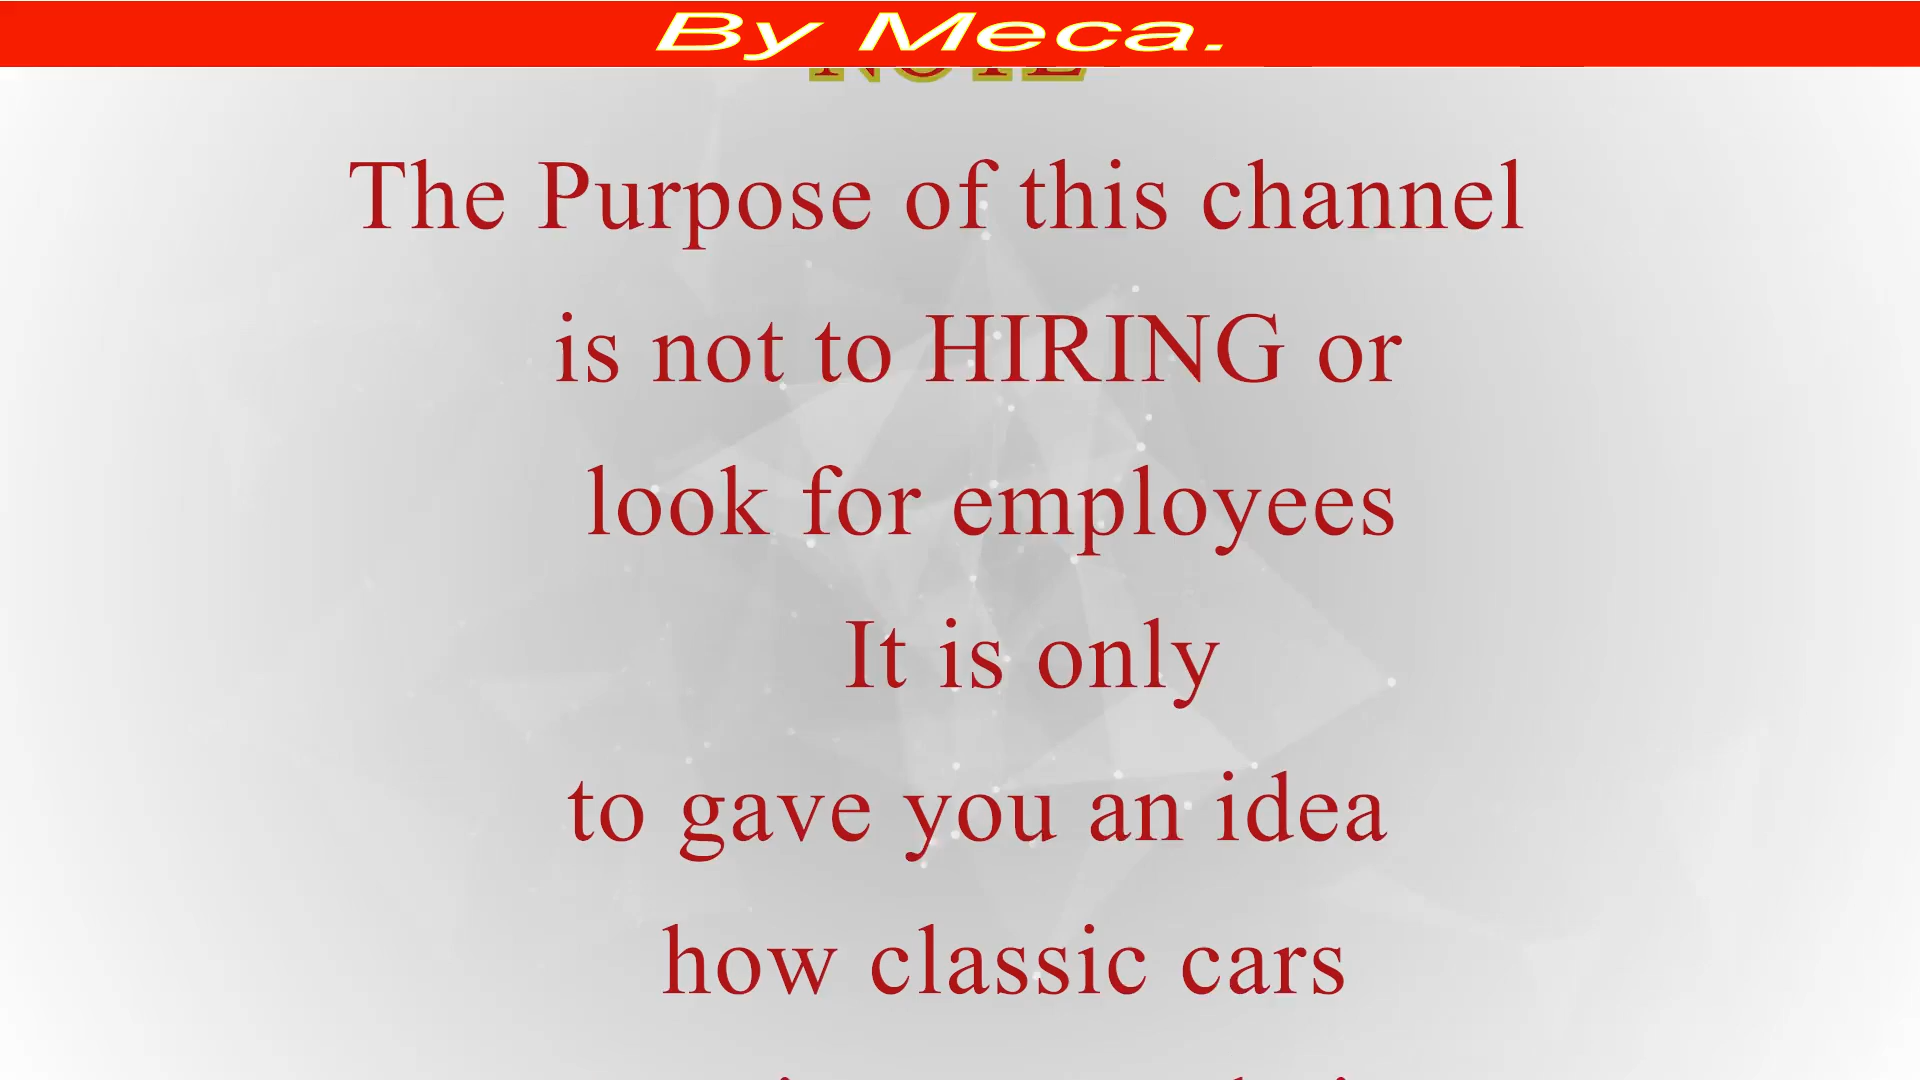 By Meca.
NOTE
The Purpose of this channel
is not to HIRING or
look for employees
It is only
to gave you an idea
how classic cars